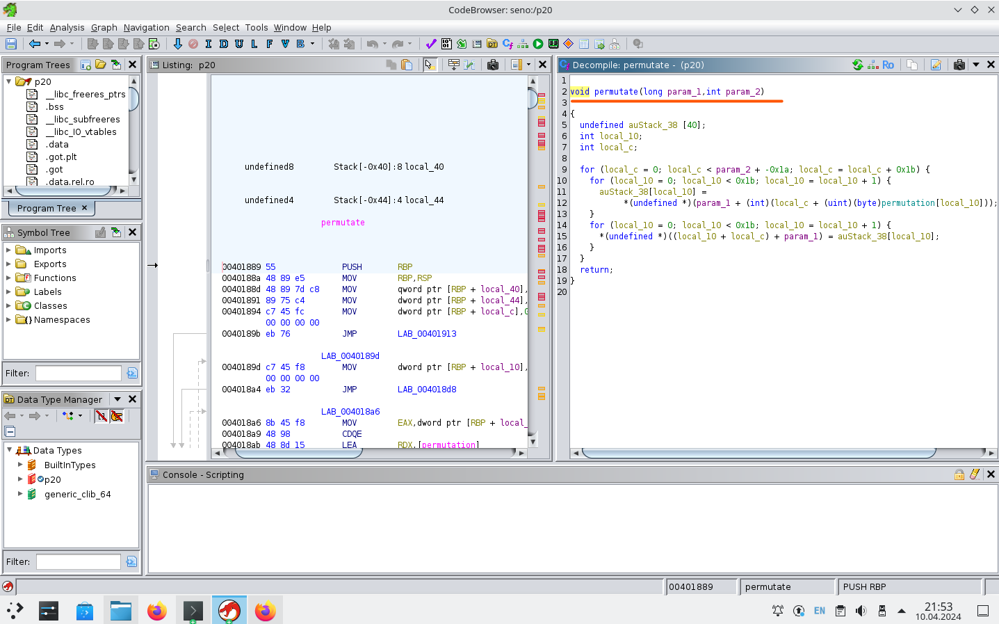 CodeBrowser: seno:/p20
File Edit Analysis Graph Navigation Search Select Tools Window Help
I D U L F V B
Program Trees
p20
__libc_freeres_ptrs
.bss
__libc_subfreeres
__libc_IO_vtables
.data
.got.plt
.got
.data.rel.ro
Program Tree
Symbol Tree
Imports
Exports
Functions
Labels
Classes
Namespaces
Filter:
Data Type Manager
Data Types
BuiltInTypes
p20
generic_clib_64
Filter:
Listing: p20
undefined8 Stack[-0x40]:8 local_40
undefined4 Stack[-0x44]:4 local_44
permutate
00401889 55 PUSH RBP
0040188a 48 89 e5 MOV RBP,RSP
0040188d 48 89 7d c8 MOV qword ptr [RBP + local_40],
00401891 89 75 c4 MOV dword ptr [RBP + local_44],
00401894 c7 45 fc MOV dword ptr [RBP + local_c],0
00 00 00 00
0040189b eb 76 JMP LAB_00401913
LAB_0040189d
0040189d c7 45 f8 MOV dword ptr [RBP + local_10],
00 00 00 00
004018a4 eb 32 JMP LAB_004018d8
LAB_004018a6
004018a6 8b 45 f8 MOV EAX,dword ptr [RBP + local_
004018a9 48 98 CDQE
004018ab 48 8d 15 LEA RDX,[permutation]
Decompile: permutate - (p20)
Ro
1
2 void permutate(long param_1,int param_2)
3
4 {
5 undefined auStack_38 [40];
6 int local_10;
7 int local_c;
8
9 for (local_c = 0; local_c < param_2 + -0x1a; local_c = local_c + 0x1b) {
10 for (local_10 = 0; local_10 < 0x1b; local_10 = local_10 + 1) {
11 auStack_38[local_10] =
12 *(undefined *)(param_1 + (int)(local_c + (uint)(byte)permutation[local_10]));
13 }
14 for (local_10 = 0; local_10 < 0x1b; local_10 = local_10 + 1) {
15 *(undefined *)((local_10 + local_c) + param_1) = auStack_38[local_10];
16 }
17 }
18 return;
19 }
20
Console - Scripting
00401889 permutate PUSH RBP
EN
21:53
10.04.2024